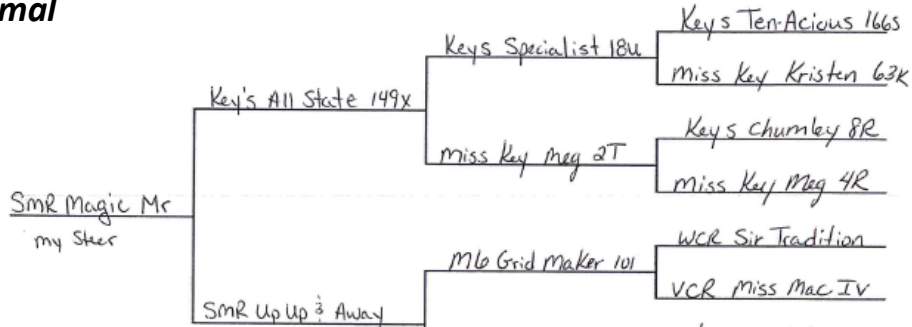 mal
Keys Ten-Acious 166S
Keys Specialist 18U
Miss Key Kristen 63K
Key's All State 149X
Keys Chumley 8R
Miss Key Meg 2T
Miss Key Meg 4R
SMR Magic Mr
my Steer
WCR Sir Tradition
M6 Grid Maker 101
VCR Miss Mac IV
SMR Up Up & Away